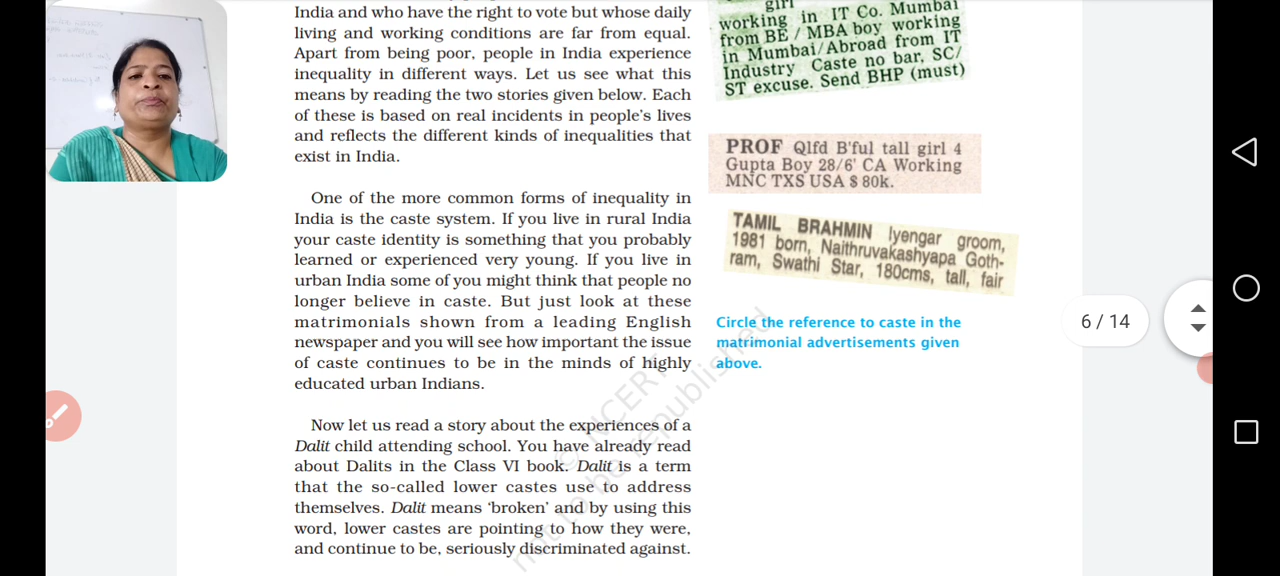 India and who have the right to vote but whose daily
living and working conditions are far from equal.
Apart from being poor, people in India experience
inequality in different ways. Let us see what this
means by reading the two stories given below. Each
of these is based on real incidents in people's lives
and reflects the different kinds of inequalities that
exist in India.
One of the more common forms of inequality in
India is the caste system. If you live in rural India
your caste identity is something that you probably
learned or experienced very young. If you live in
urban India some of you might think that people no
longer believe in caste. But just look at these
matrimonials shown from a leading English
newspaper and you will see how important the issue
of caste continues to be in the minds of highly
educated urban Indians.
Now let us read a story about the experiences of a
Dalit child attending school. You have already read
about Dalits in the Class VI book. Dalit is a term
that the so-called lower castes use to address
themselves. Dalit means 'broken' and by using this
word, lower castes are pointing to how they were,
and continue to be, seriously discriminated against.
girl
working in IT Co. Mumbai
from BE / MBA boy working
in Mumbai/Abroad from IT
Industry Caste no bar, SC/
ST excuse. Send BHP (must)
PROF Qlfd B'ful tall girl 4
Gupta Boy 28/6' CA Working
MNC TXS USA $ 80k.
TAMIL BRAHMIN Iyengar groom,
1981 born, Naithruvakashyapa Goth-
ram, Swathi Star, 180cms, tall, fair
Circle the reference to caste in the
matrimonial advertisements given
above.
6 / 14
© NCERT
not to be republished